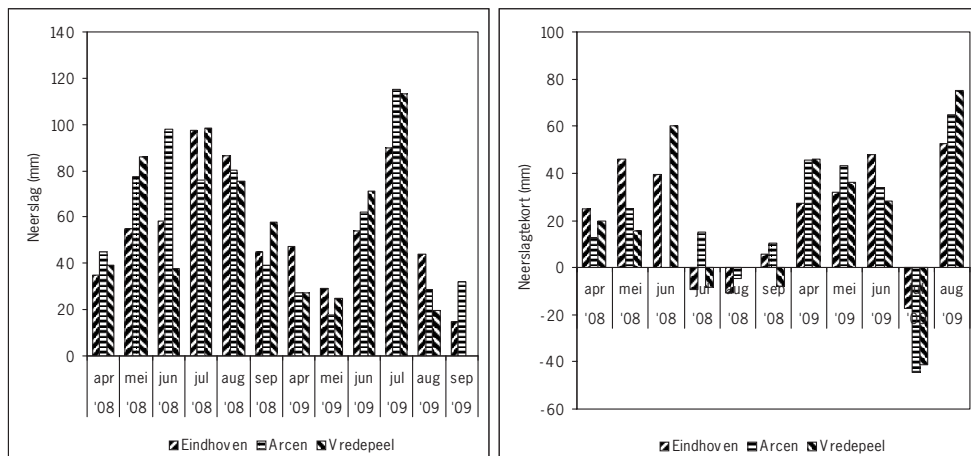 Neerslag (mm)
140
120
100
80
60
40
20
0
apr mei jun jul aug sep apr mei jun jul aug sep
'08 '08 '08 '08 '08 '08 '09 '09 '09 '09 '09 '09
Eindhoven Arcen Vredepeel
Neerslagtekort (mm)
100
80
60
40
20
0
-20
-40
-60
apr mei jun jul aug sep apr mei jun aug
'08 '08 '08 '08 '08 '08 '09 '09 '09 '09
Eindhoven Arcen Vredepeel